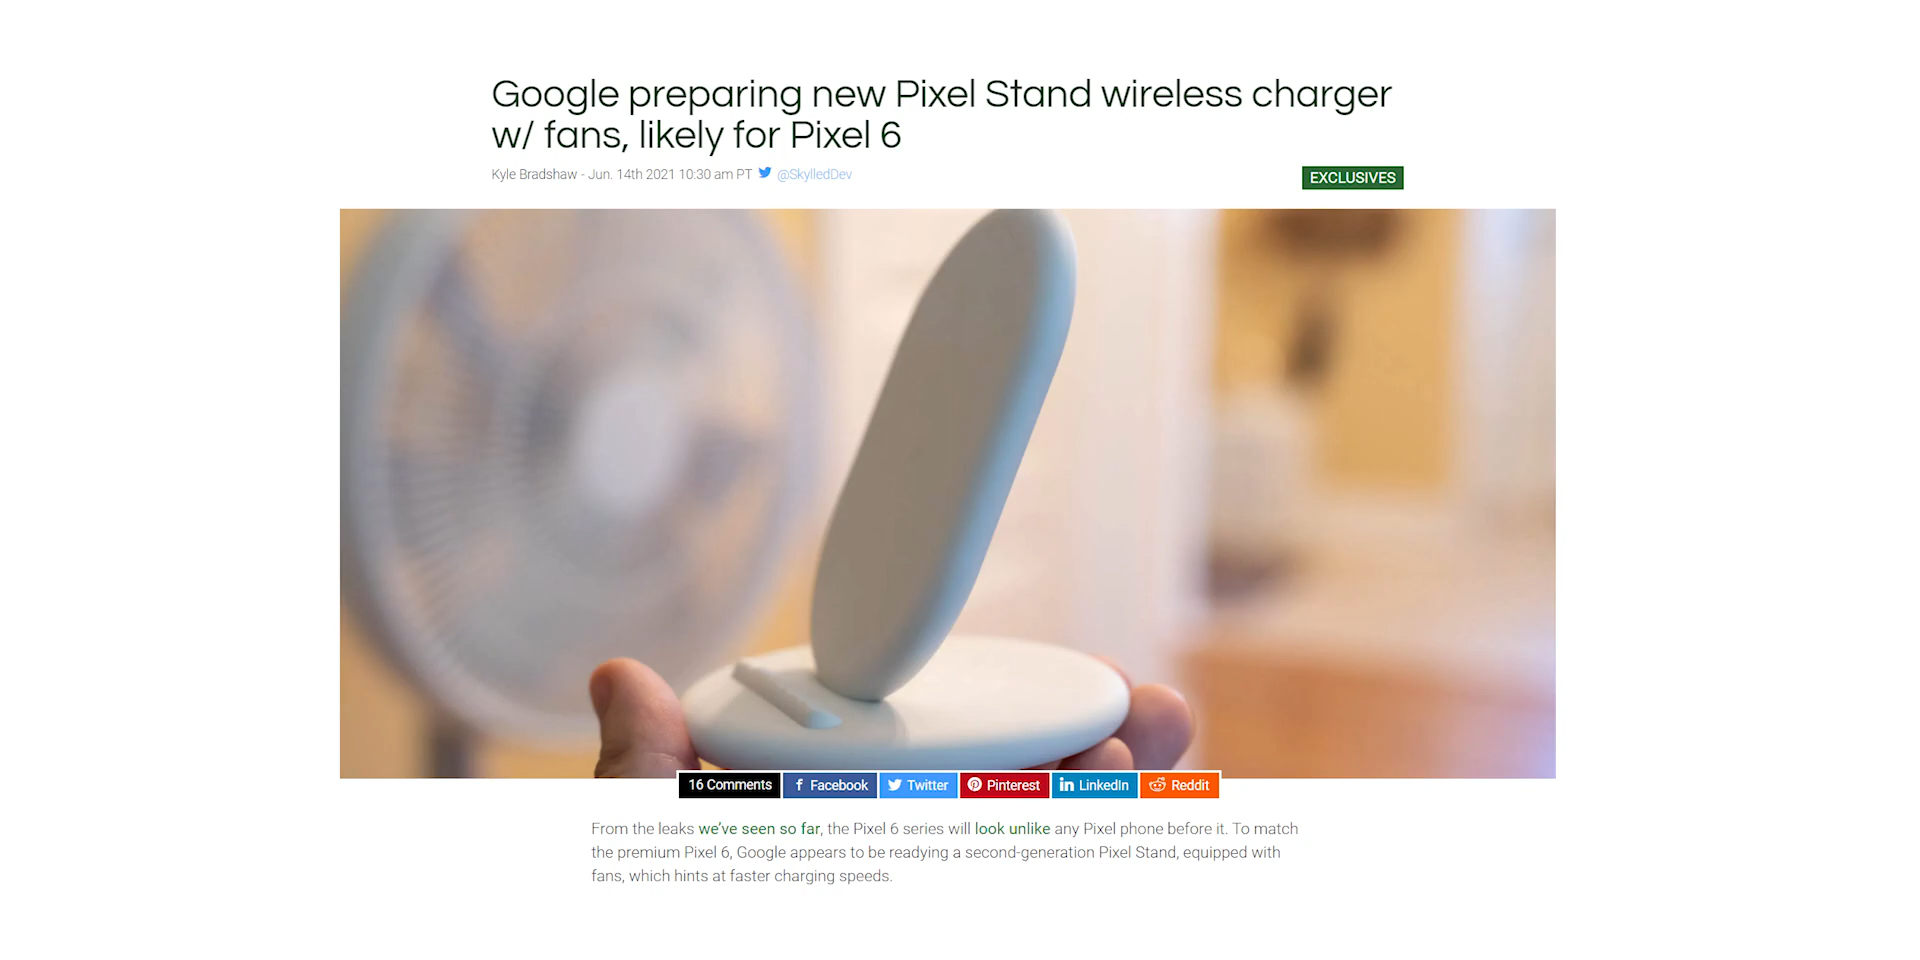 Google preparing new Pixel Stand wireless charger
w/ fans, likely for Pixel 6
Kyle Bradshaw - Jun. 14th 2021 10:30 am PT @SkylledDev
EXCLUSIVES
16 Comments Facebook Twitter Pinterest LinkedIn Reddit
From the leaks we've seen so far, the Pixel 6 series will look unlike any Pixel phone before it. To match
the premium Pixel 6, Google appears to be readying a second-generation Pixel Stand, equipped with
fans, which hints at faster charging speeds.